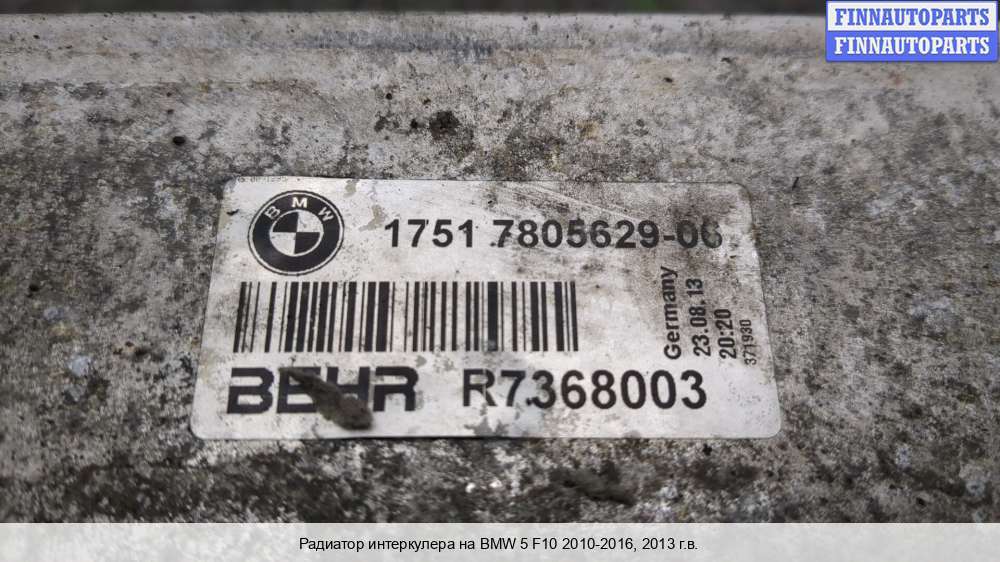 FINNAUTOPARTS
FINNAUTOPARTS
BMW
1751 7805629-06
Germany
23.08.13
20:20
371930
BEHR R7368003
Радиатор интеркулера на BMW 5 F10 2010-2016, 2013 г.в.